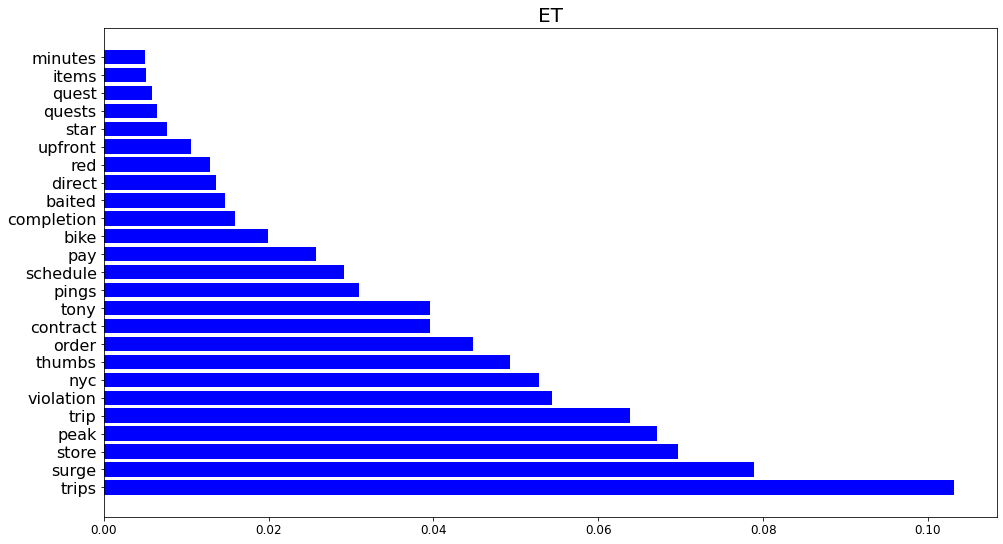 ET
minutes
items
quest
quests
star
upfront
red
direct
baited
completion
bike
pay
schedule
pings
tony
contract
order
thumbs
nyc
violation
trip
peak
store
surge
trips
0.00 0.02 0.04 0.06 0.08 0.10